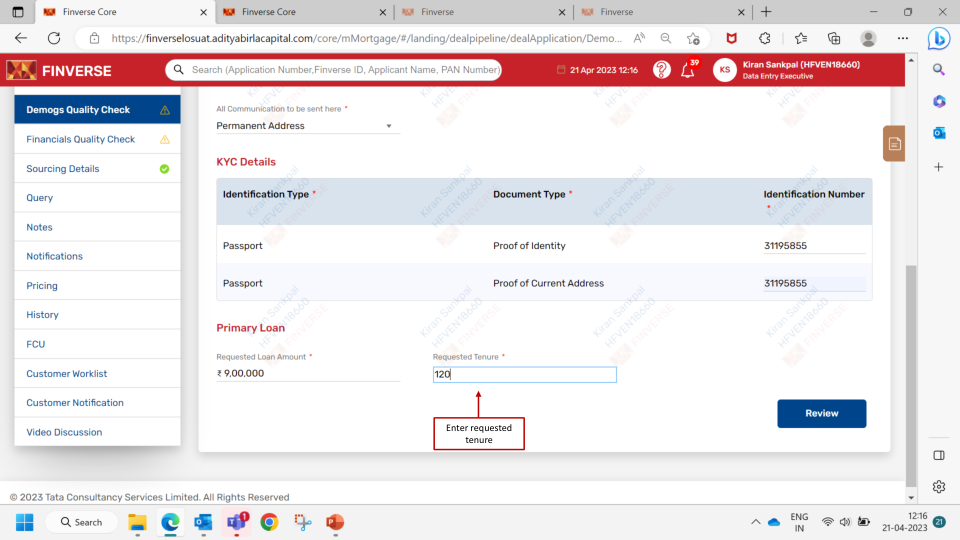 Finverse Core
Finverse Core
Finverse
Finverse
https://finverselosuat.adityabirlacapital.com/core/mMortgage/#/landing/dealpipeline/dealApplication/Demo...
FINVERSE
Search (Application Number,Finverse ID, Applicant Name, PAN Number)
21 Apr 2023 12:16
39
KS
Kiran Sankpal (HFVEN18660)
Data Entry Executive
Demogs Quality Check
Financials Quality Check
Sourcing Details
Query
Notes
Notifications
Pricing
History
FCU
Customer Worklist
Customer Notification
Video Discussion
All Communication to be sent here *
Permanent Address
KYC Details
Identification Type *
Document Type *
Identification Number
*
Passport
Proof of Identity
31195855
Passport
Proof of Current Address
31195855
Primary Loan
Requested Loan Amount *
₹ 9,00,000
Requested Tenure *
120
Enter requested
tenure
Review
Kiran Sankpal
HFVEN18660
FINVERSE
© 2023 Tata Consultancy Services Limited. All Rights Reserved
Search
1
ENG
IN
12:16
21-04-2023
21